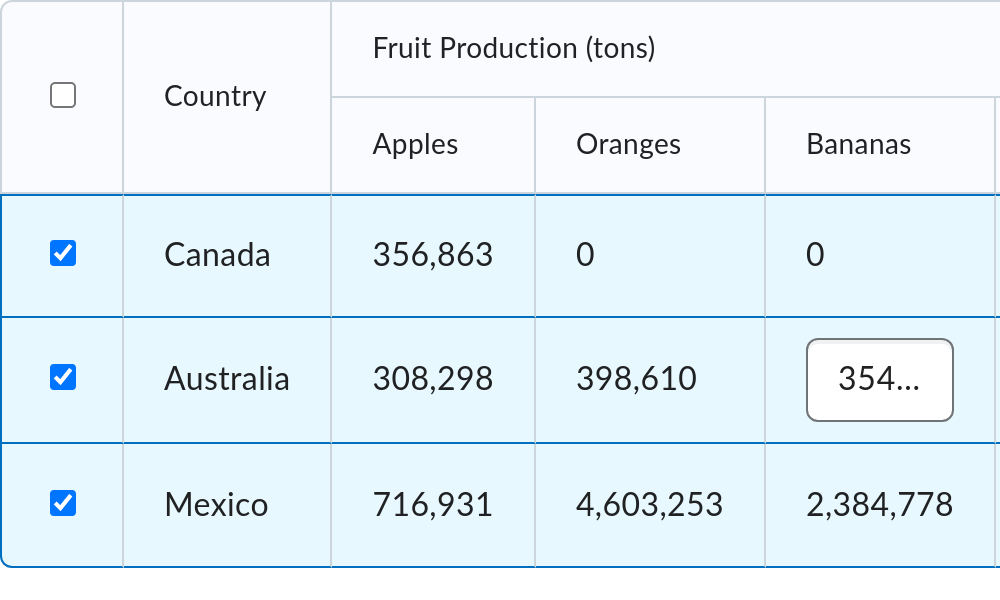 Fruit Production (tons)
Country
Apples Oranges Bananas
Canada 356,863 0 0
Australia 308,298 398,610 354...
Mexico 716,931 4,603,253 2,384,778